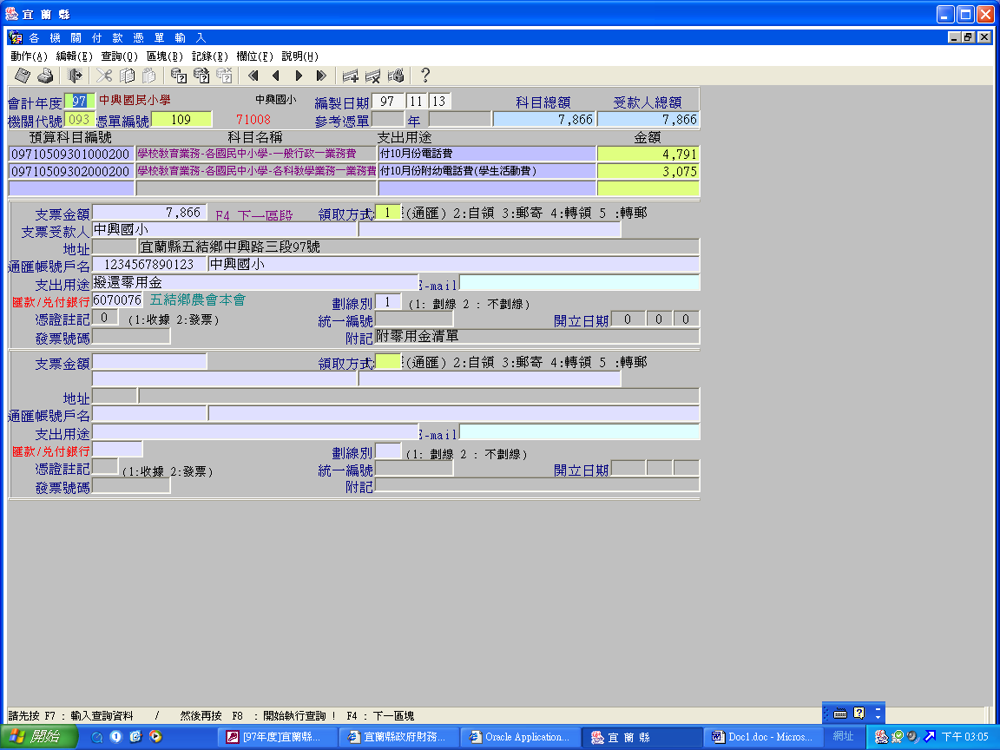 宜 蘭 縣
各 機 關 付 款 憑 單 輸 入
動作(A) 編輯(E) 查詢(Q) 區塊(B) 記錄(R) 欄位(F) 說明(H)
會計年度 97 中興國民小學 中興國小 編製日期 97 11 13 科目總額 受款人總額
機關代號 093 憑單編號 109 71008 參考憑單 年 7,866 7,866
預算科目編號 科目名稱 支出用途 金額
09710509301000200 學校教育業務-各國民中小學-一般行政一業務費 付10月份電話費 4,791
09710509302000200 學校教育業務-各國民中小學-各科教學業務一業務費 付10月份附幼電話費(學生活動費) 3,075
支票金額 7,866 F4 下一區段 領取方式 1 (通匯) 2:自領 3:郵寄 4:轉領 5 :轉郵
支票受款人 中興國小
地址 宜蘭縣五結鄉中興路三段97號
通匯帳號戶名 1234567890123 中興國小
支出用途 撥還零用金 E-mail
匯款/兌付銀行 6070076 五結鄉農會本會 劃線別 1 (1: 劃線 2 : 不劃線)
憑證註記 0 (1:收據 2:發票) 統一編號 開立日期 0 0 0
發票號碼 附記 附零用金清單
支票金額 領取方式 (通匯) 2:自領 3:郵寄 4:轉領 5 :轉郵
地址
通匯帳號戶名
支出用途 E-mail
匯款/兌付銀行 劃線別 (1: 劃線 2 : 不劃線)
憑證註記 (1:收據 2:發票) 統一編號 開立日期
發票號碼 附記
請先按 F7 : 輸入查詢資料 / 然後再按 F8 : 開始執行查詢 ! F4 : 下一區塊
開始 [97年度]宜蘭縣... 宜蘭縣政府財務... Oracle Application... 宜 蘭 縣 Doc1.doc - Micros... 網址 下午 03:05